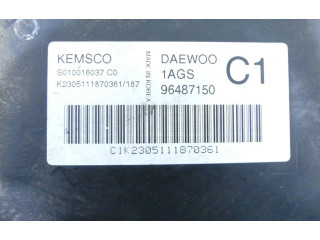 KEMSCO
S010016037 C0
K2305111870361/187
MADE IN KOREA
DAEWOO
1AGS
96487150
C1
C1K2305111870361